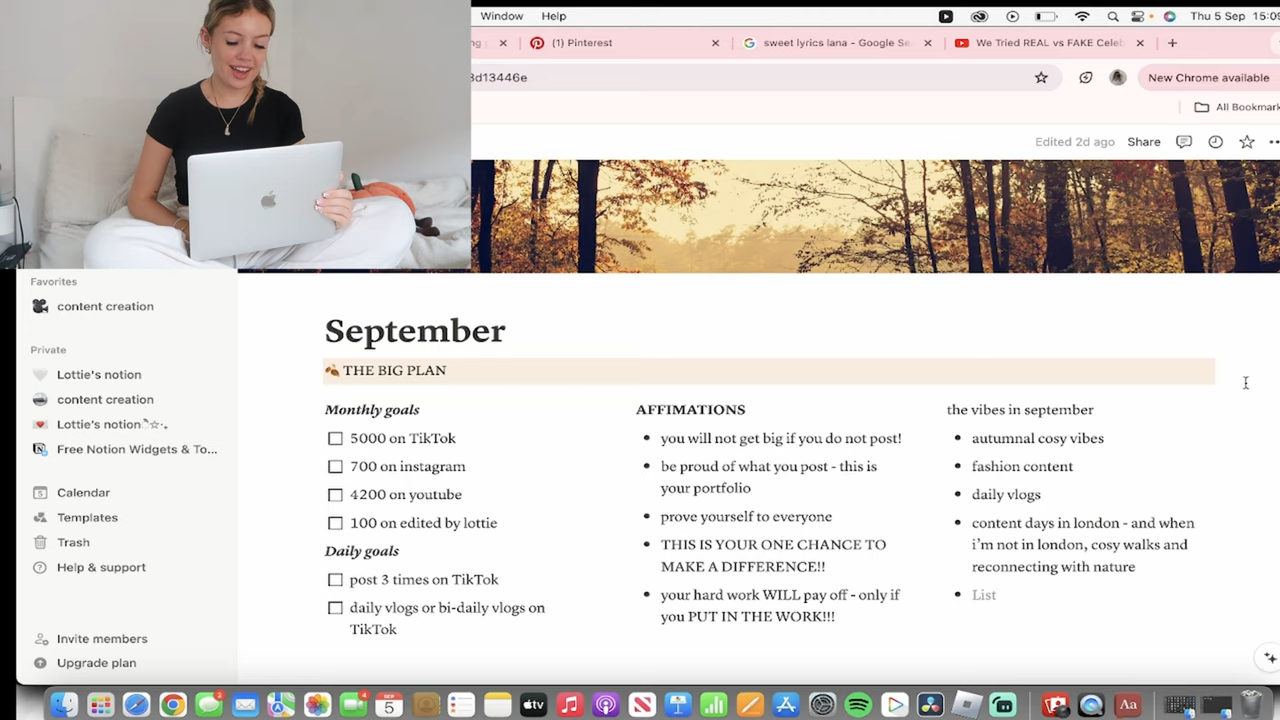 Window Help Thu 5 Sep 15:09
(1) Pinterest sweet lyrics lana - Google Se We Tried REAL vs FAKE Celeb
3d13446e New Chrome available
All Bookmark
Edited 2d ago Share
Favorites
content creation
Private
Lottie's notion
content creation
Lottie's notion
Free Notion Widgets & To...
Calendar
Templates
Trash
Help & support
Invite members
Upgrade plan
September
THE BIG PLAN
Monthly goals
5000 on TikTok
700 on instagram
4200 on youtube
100 on edited by lottie
Daily goals
post 3 times on TikTok
daily vlogs or bi-daily vlogs on
TikTok
AFFIMATIONS
you will not get big if you do not post!
be proud of what you post - this is
your portfolio
prove yourself to everyone
THIS IS YOUR ONE CHANCE TO
MAKE A DIFFERENCE!!
your hard work WILL pay off - only if
you PUT IN THE WORK!!!
the vibes in september
autumnal cosy vibes
fashion content
daily vlogs
content days in london - and when
i'm not in london, cosy walks and
reconnecting with nature
List
SEP
5
tv
Aa